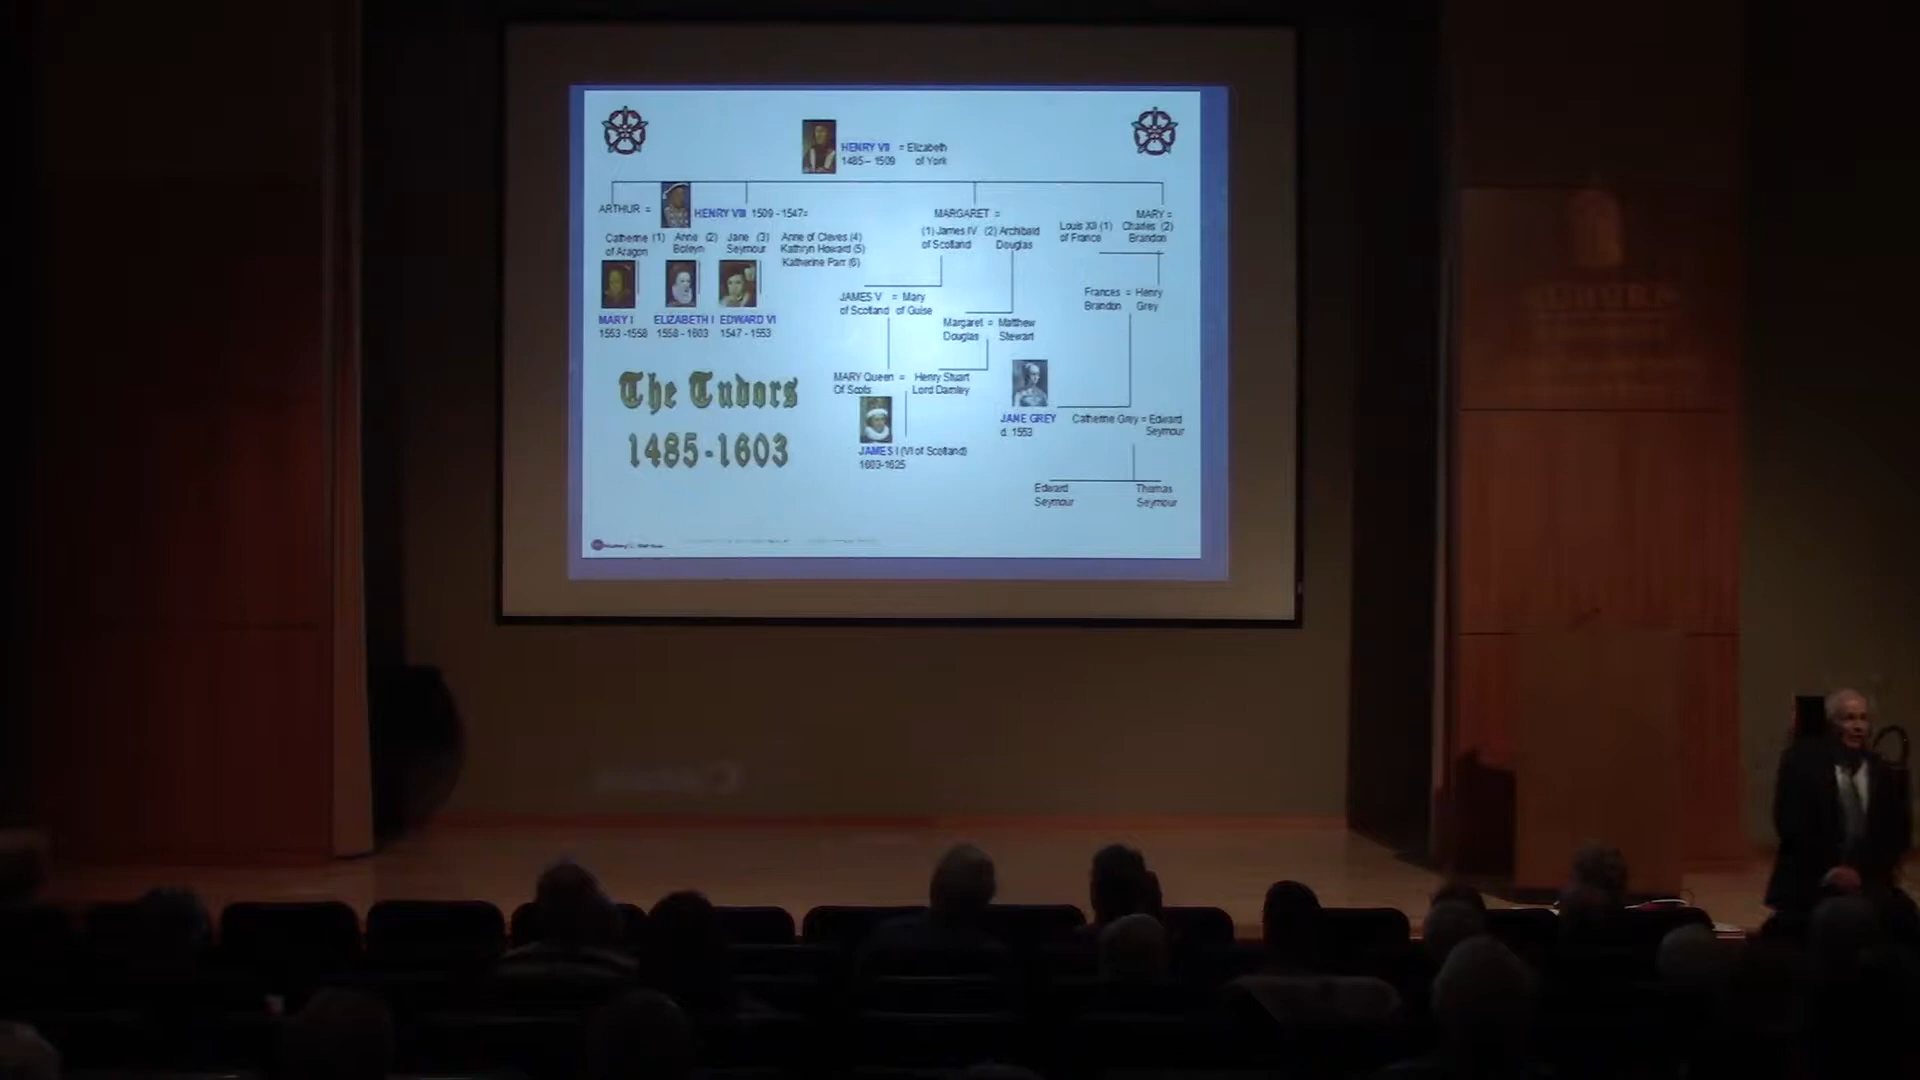 HENRY VII = Elizabeth
1485 – 1509 of York
ARTHUR =
HENRY VIII 1509 - 1547=
MARGARET =
MARY =
Catherine (1) Anne (2) Jane (3) Anne of Cleves (4)
of Aragon Boleyn Seymour Kathryn Howard (5)
Katherine Parr (6)
(1) James IV (2) Archibald
of Scotland Douglas
Louis XII (1) Charles (2)
of France Brandon
JAMES V = Mary
of Scotland of Guise
Frances = Henry
Brandon Grey
MARY I ELIZABETH I EDWARD VI
1553 -1558 1558 - 1603 1547 - 1553
Margaret = Matthew
Douglas Stewart
The Tudors
1485-1603
MARY Queen = Henry Stuart
Of Scots Lord Darnley
JANE GREY
d. 1553
Catherine Grey = Edward
Seymour
JAMES I (VI of Scotland)
1603-1625
Edward Thomas
Seymour Seymour